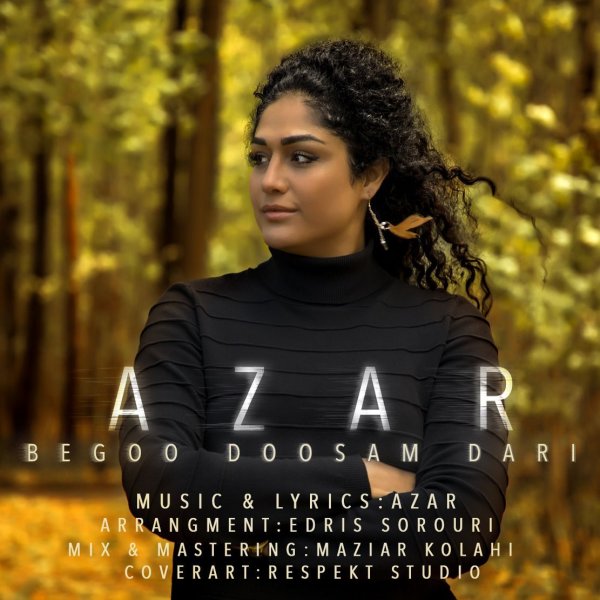 AZAR
BEGOO DOOSAM DARI
MUSIC & LYRICS:AZAR
ARRANGMENT:EDRIS SOROURI
MIX & MASTERING:MAZIAR KOLAHI
COVERART:RESPEKT STUDIO